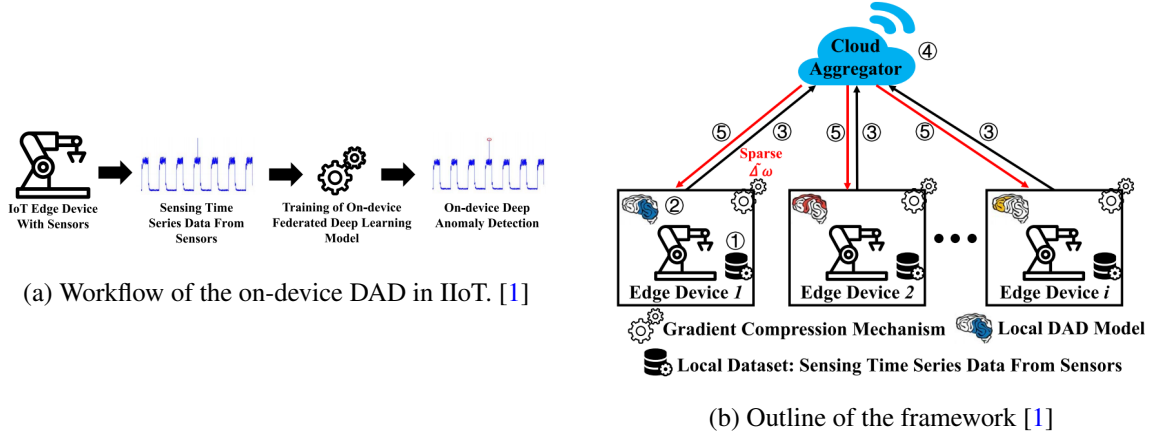 IoT Edge Device
With Sensors
Sensing Time
Series Data From
Sensors
Training of On-device
Federated Deep Learning
Model
On-device Deep
Anomaly Detection
(a) Workflow of the on-device DAD in IIoT. [1]
Cloud
Aggregator
④
⑤
③
⑤
③
⑤
③
Sparse
Δ̃ ω
②
①
Edge Device 1
Edge Device 2
Edge Device i
Gradient Compression Mechanism
Local DAD Model
Local Dataset: Sensing Time Series Data From Sensors
(b) Outline of the framework [1]